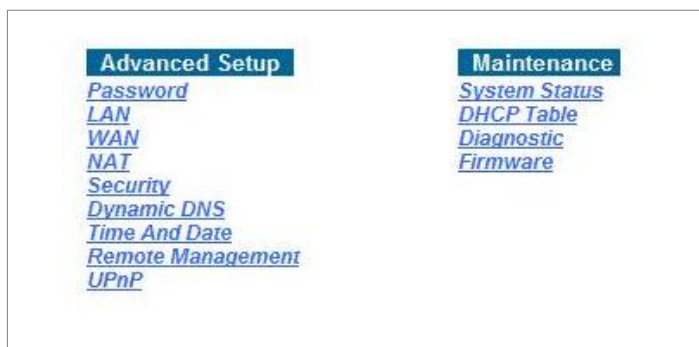 Advanced Setup
Password
LAN
WAN
NAT
Security
Dynamic DNS
Time And Date
Remote Management
UPnP
Maintenance
System Status
DHCP Table
Diagnostic
Firmware